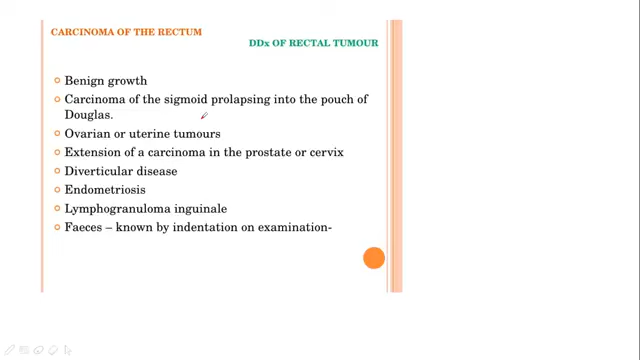 CARCINOMA OF THE RECTUM
DDx OF RECTAL TUMOUR
Benign growth
Carcinoma of the sigmoid prolapsing into the pouch of
Douglas.
Ovarian or uterine tumours
Extension of a carcinoma in the prostate or cervix
Diverticular disease
Endometriosis
Lymphogranuloma inguinale
Faeces – known by indentation on examination-